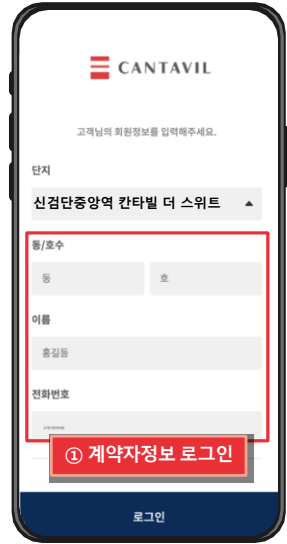 CANTAVIL
고객님의 회원정보를 입력해주세요.
단지
신검단중앙역 칸타빌 더 스위트
동/호수
동 호
이름
홍길동
전화번호
① 계약자정보 로그인
로그인